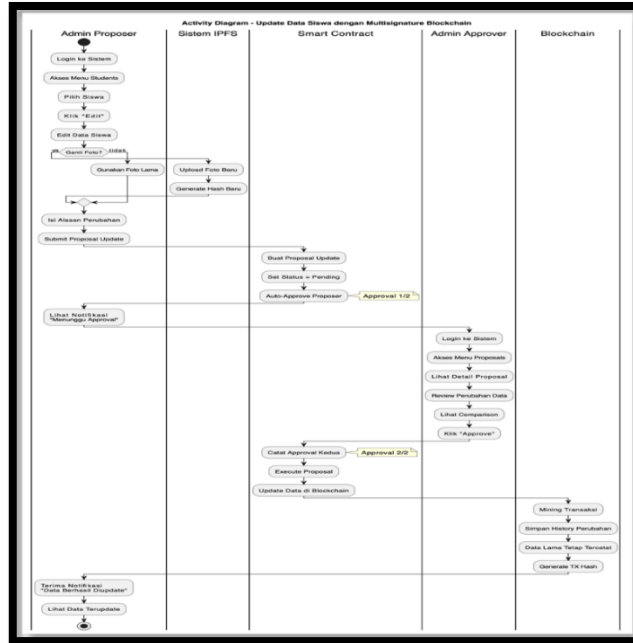 Activity Diagram - Update Data Siswa dengan Multisignature Blockchain
Admin Proposer
Sistem IPFS
Smart Contract
Admin Approver
Blockchain
Login ke Sistem
Akses Menu Students
Pilih Siswa
Klik "Edit"
Edit Data Siswa
ya
Ganti Foto?
tidak
Gunakan Foto Lama
Upload Foto Baru
Generate Hash Baru
Isi Alasan Perubahan
Submit Proposal Update
Buat Proposal Update
Set Status = Pending
Auto-Approve Proposer
Approval 1/2
Lihat Notifikasi
"Menunggu Approval"
Login ke Sistem
Akses Menu Proposals
Lihat Detail Proposal
Review Perubahan Data
Lihat Comparison
Klik "Approve"
Catat Approval Kedua
Approval 2/2
Execute Proposal
Update Data di Blockchain
Mining Transaksi
Simpan History Perubahan
Data Lama Tetap Tercatat
Generate TX Hash
Terima Notifikasi
"Data Berhasil Diupdate"
Lihat Data Terupdate